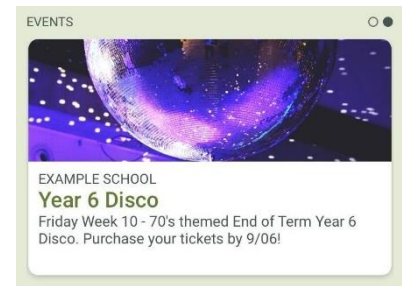 EVENTS
EXAMPLE SCHOOL
Year 6 Disco
Friday Week 10 - 70's themed End of Term Year 6
Disco. Purchase your tickets by 9/06!